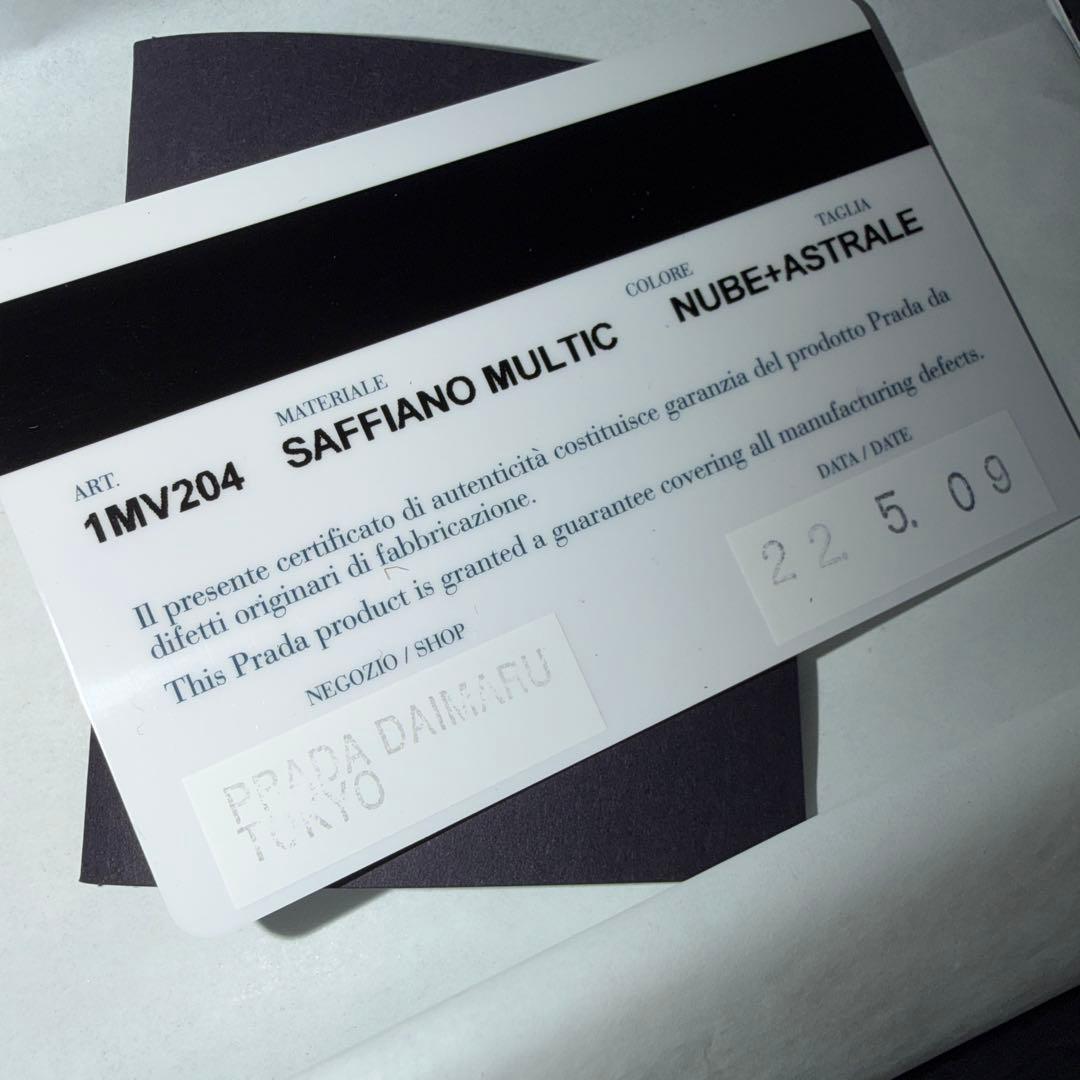 TAGLIA
COLORE
NUBE+ASTRALE
MATERIALE
SAFFIANO MULTIC
ART.
1MV204
Il presente certificato di autenticità costituisce garanzia del prodotto Prada da
difetti originari di fabbricazione.
This Prada product is granted a guarantee covering all manufacturing defects.
DATA / DATE
22. 5. 09
NEGOZIO / SHOP
PRADA DAIMARU
TOKYO